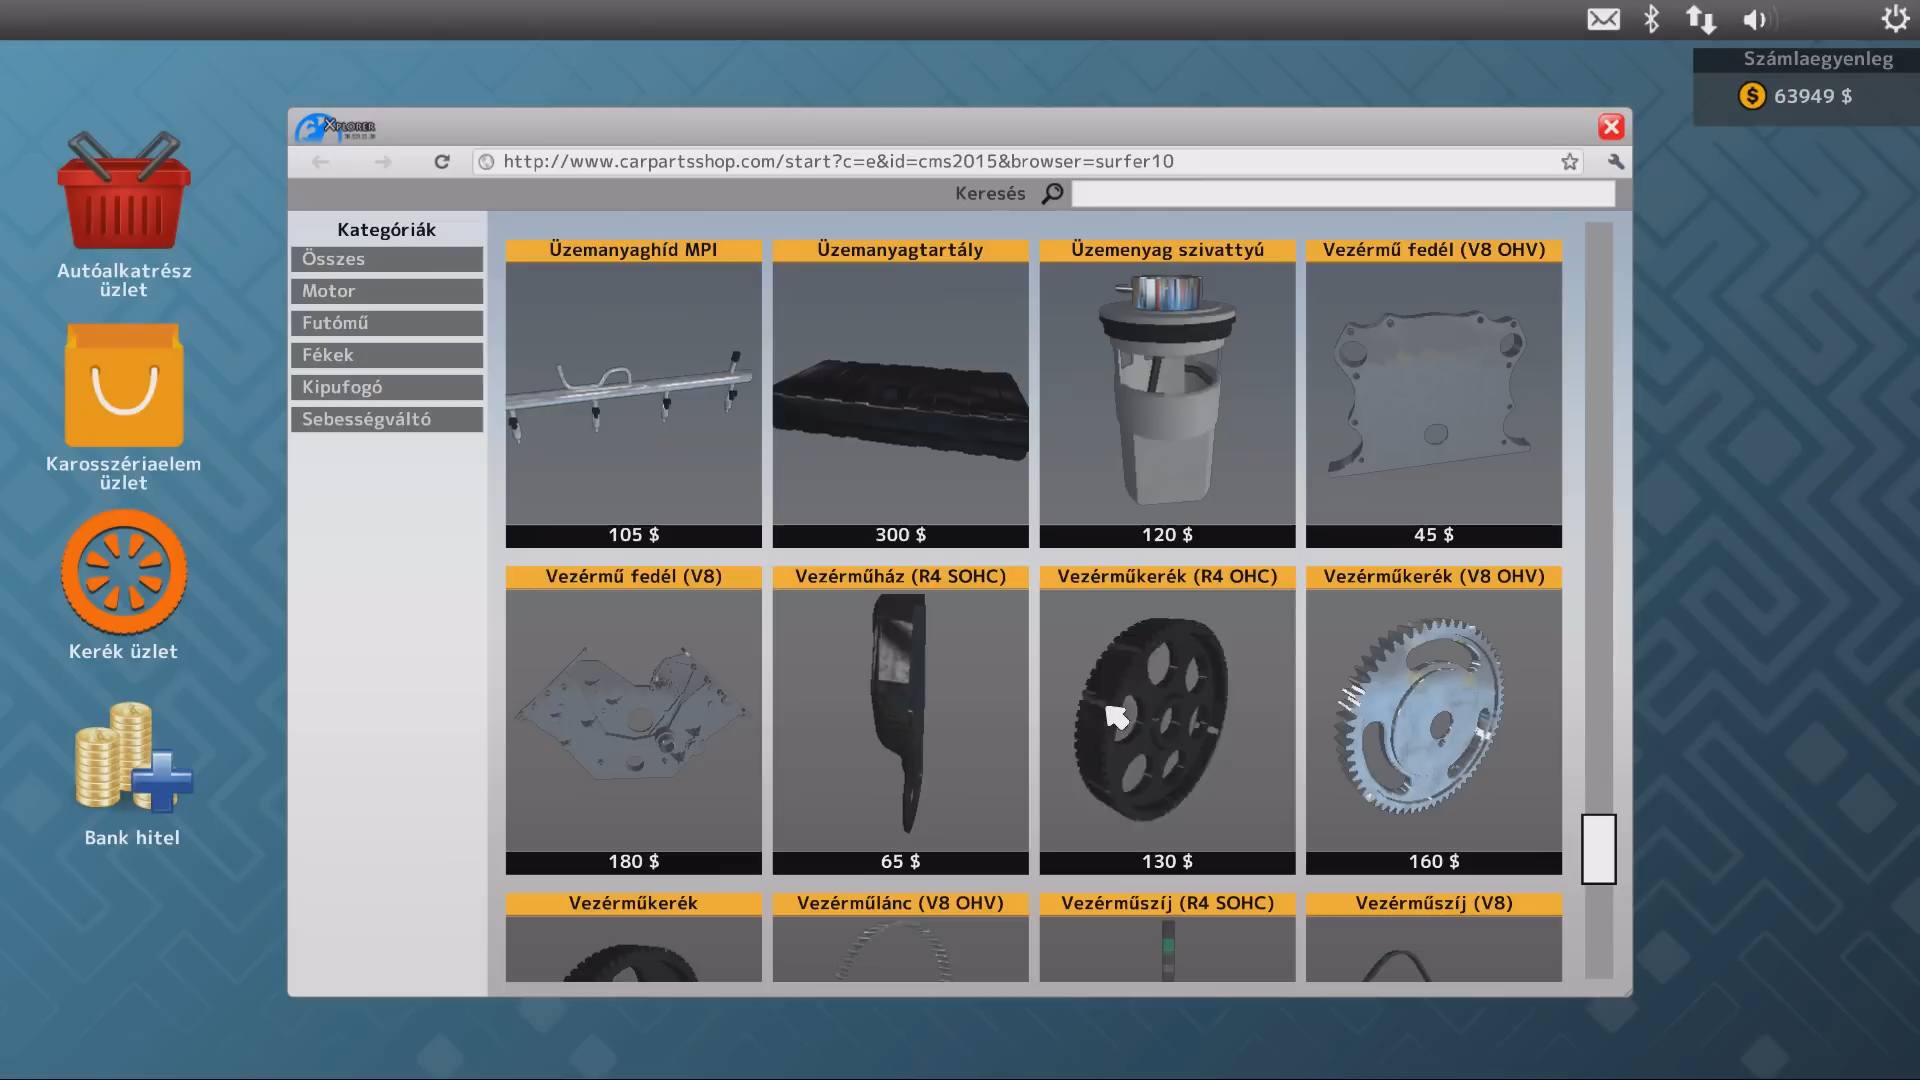 Számlaegyenleg
63949 $
XPLORER
http://www.carpartsshop.com/start?c=e&id=cms2015&browser=surfer10
Keresés
Autóalkatrész
üzlet
Karosszériaelem
üzlet
Kerék üzlet
Bank hitel
Kategóriák
Összes
Motor
Futómű
Fékek
Kipufogó
Sebességváltó
Üzemanyaghíd MPI
Üzemanyagtartály
Üzemenyag szivattyú
Vezérmű fedél (V8 OHV)
105 $
300 $
120 $
45 $
Vezérmű fedél (V8)
Vezérműház (R4 SOHC)
Vezérműkerék (R4 OHC)
Vezérműkerék (V8 OHV)
180 $
65 $
130 $
160 $
Vezérműkerék
Vezérműlánc (V8 OHV)
Vezérműszíj (R4 SOHC)
Vezérműszíj (V8)